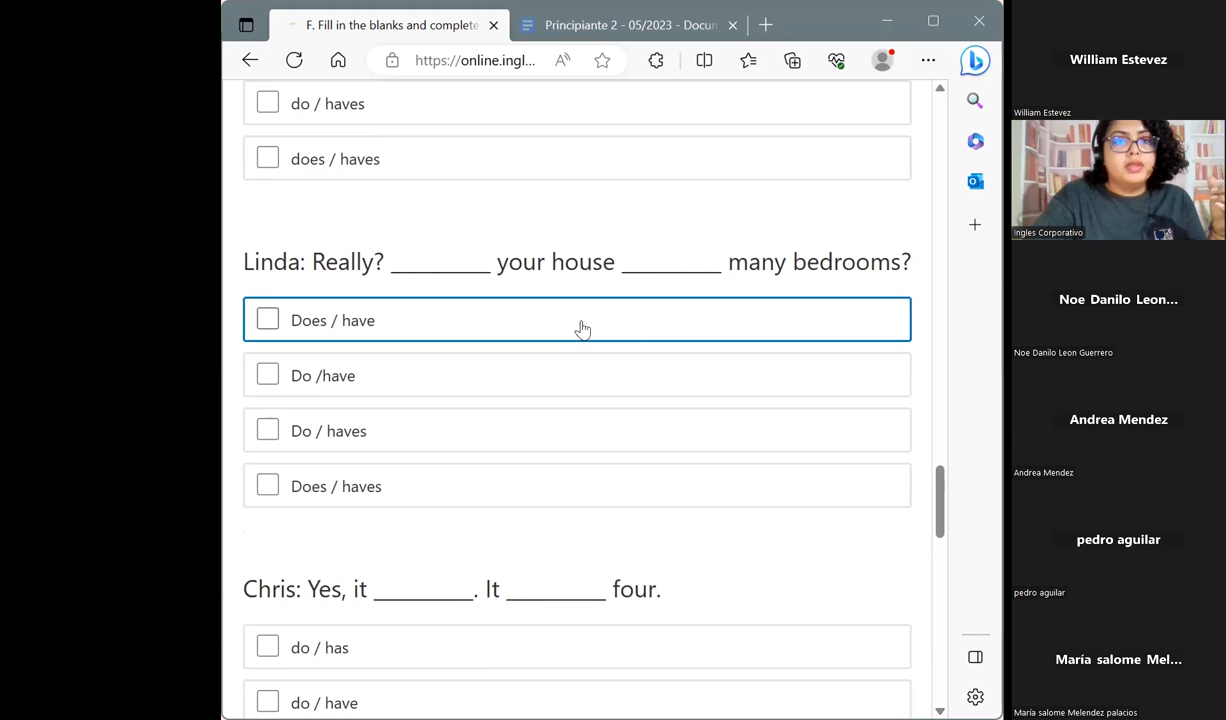 F. Fill in the blanks and complete
Principiante 2 - 05/2023 - Docum
https://online.ingl...
do / haves
does / haves
Linda: Really? _________ your house _________ many bedrooms?
Does / have
Do /have
Do / haves
Does / haves
Chris: Yes, it _________. It _________ four.
do / has
do / have
William Estevez
William Estevez
Ingles Corporativo
Noe Danilo Leon...
Noe Danilo Leon Guerrero
Andrea Mendez
Andrea Mendez
pedro aguilar
pedro aguilar
María salome Mel...
María salome Melendez palacios